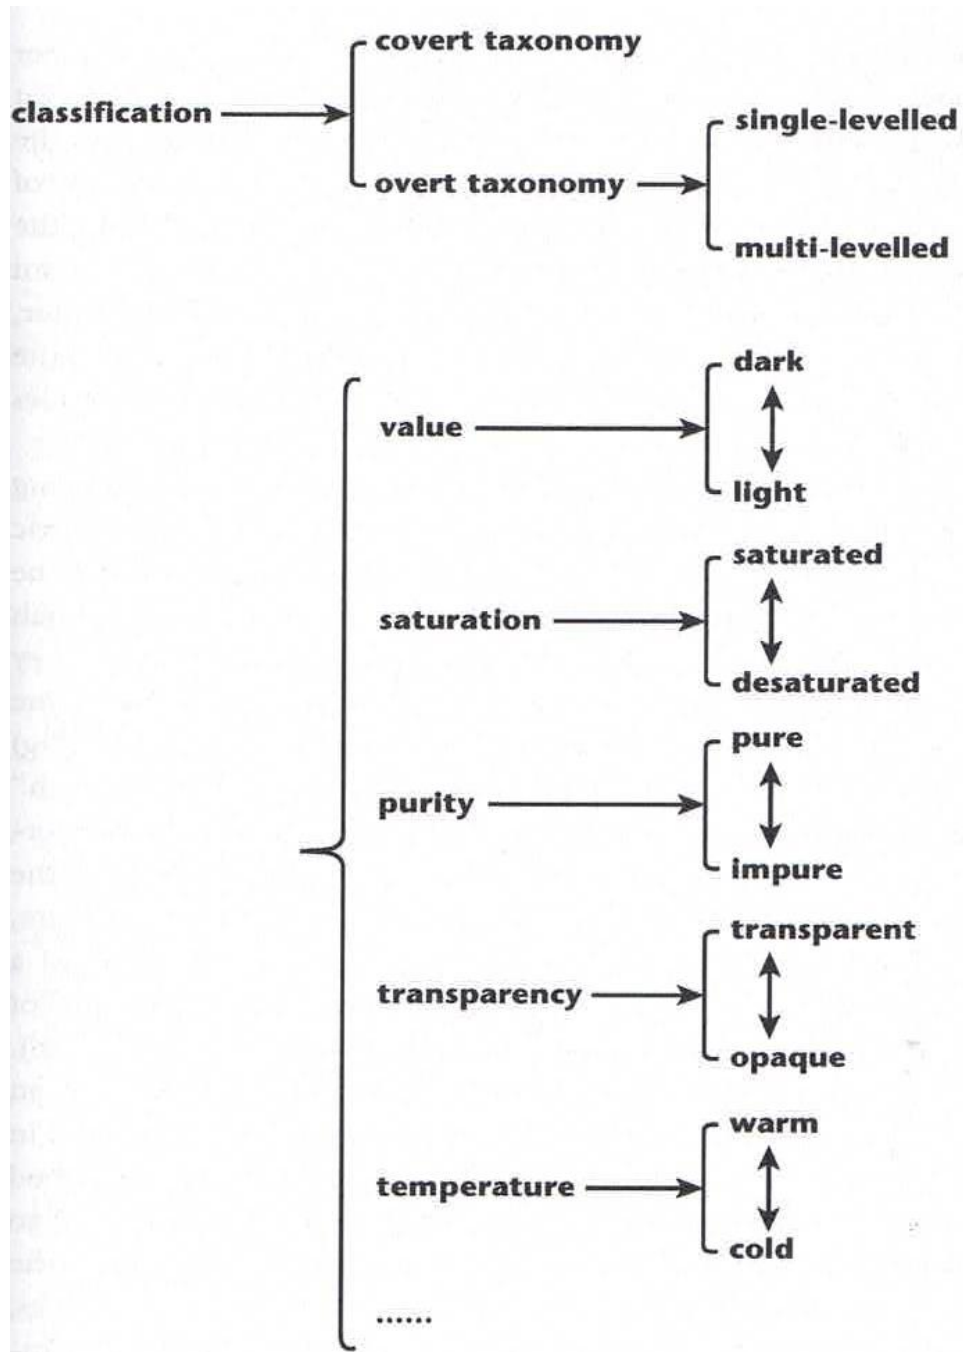 covert taxonomy
classification
single-levelled
overt taxonomy
multi-levelled
dark
value
light
saturated
saturation
desaturated
pure
purity
impure
transparent
transparency
opaque
warm
temperature
cold
......